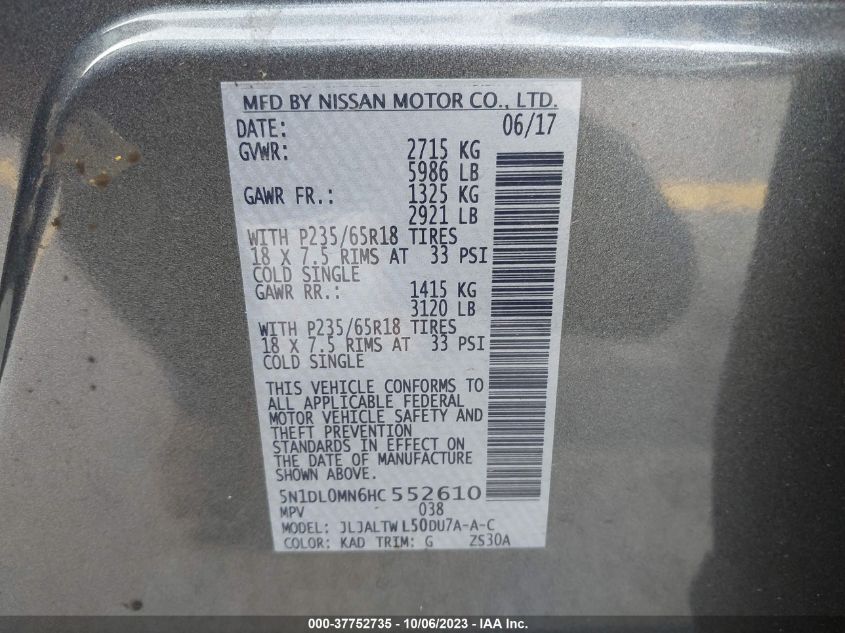 MFD BY NISSAN MOTOR CO., LTD.
DATE: 06/17
GVWR: 2715 KG
5986 LB
GAWR FR.: 1325 KG
2921 LB
WITH P235/65R18 TIRES
18 X 7.5 RIMS AT 33 PSI
COLD SINGLE
GAWR RR.: 1415 KG
3120 LB
WITH P235/65R18 TIRES
18 X 7.5 RIMS AT 33 PSI
COLD SINGLE
THIS VEHICLE CONFORMS TO
ALL APPLICABLE FEDERAL
MOTOR VEHICLE SAFETY AND
THEFT PREVENTION
STANDARDS IN EFFECT ON
THE DATE OF MANUFACTURE
SHOWN ABOVE.
5N1DL0MN6HC552610
MPV 038
MODEL: JLJALTWL50DU7A-A-C
COLOR: KAD TRIM: G ZS30A
000-37752735 - 10/06/2023 - IAA Inc.